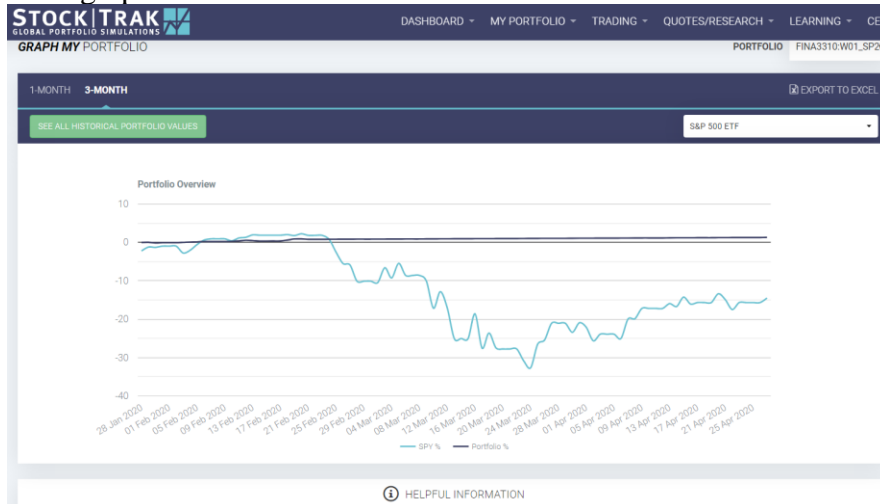 STOCK|TRAK
GLOBAL PORTFOLIO SIMULATIONS
DASHBOARD MY PORTFOLIO TRADING QUOTES/RESEARCH LEARNING CE
GRAPH MY PORTFOLIO
PORTFOLIO FINA3310:W01_SP2
1-MONTH 3-MONTH
EXPORT TO EXCEL
SEE ALL HISTORICAL PORTFOLIO VALUES
S&P 500 ETF
Portfolio Overview
10
0
-10
-20
-30
-40
28 Jan 2020 01 Feb 2020 05 Feb 2020 09 Feb 2020 13 Feb 2020 17 Feb 2020 21 Feb 2020 25 Feb 2020 29 Feb 2020 04 Mar 2020 08 Mar 2020 12 Mar 2020 16 Mar 2020 20 Mar 2020 24 Mar 2020 28 Mar 2020 01 Apr 2020 05 Apr 2020 09 Apr 2020 13 Apr 2020 17 Apr 2020 21 Apr 2020 25 Apr 2020
SPY % Portfolio %
HELPFUL INFORMATION